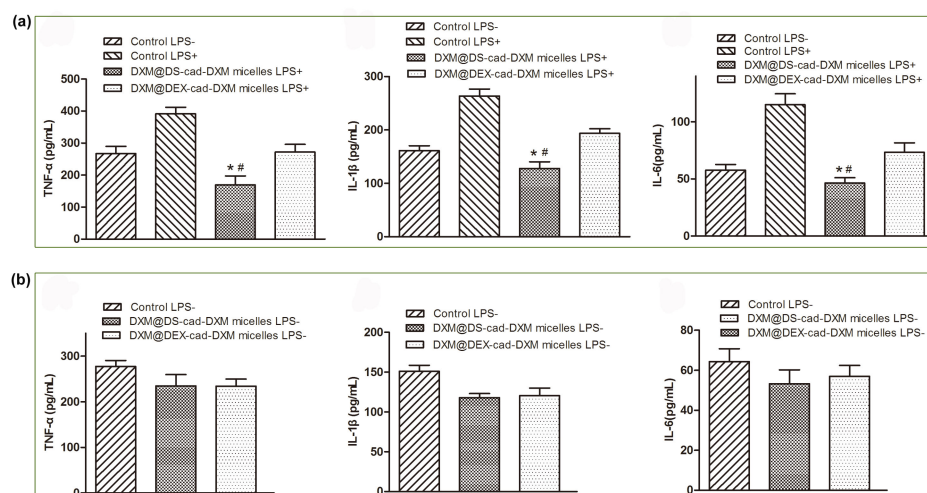 (a)
Control LPS-
Control LPS+
DXM@DS-cad-DXM micelles LPS+
DXM@DEX-cad-DXM micelles LPS+
500
400
300
200
100
0
TNF-α (pg/mL)
* #
Control LPS-
Control LPS+
DXM@DS-cad-DXM micelles LPS+
DXM@DEX-cad-DXM micelles LPS+
300
200
100
0
IL-1β (pg/mL)
* #
Control LPS-
Control LPS+
DXM@DS-cad-DXM micelles LPS+
DXM@DEX-cad-DXM micelles LPS+
100
50
0
IL-6(pg/mL)
* #
(b)
Control LPS-
DXM@DS-cad-DXM micelles LPS-
DXM@DEX-cad-DXM micelles LPS-
300
200
100
0
TNF-α (pg/mL)
Control LPS-
DXM@DS-cad-DXM micelles LPS-
DXM@DEX-cad-DXM micelles LPS-
200
150
100
50
0
IL-1β (pg/mL)
Control LPS-
DXM@DS-cad-DXM micelles LPS-
DXM@DEX-cad-DXM micelles LPS-
80
60
40
20
0
IL-6(pg/mL)